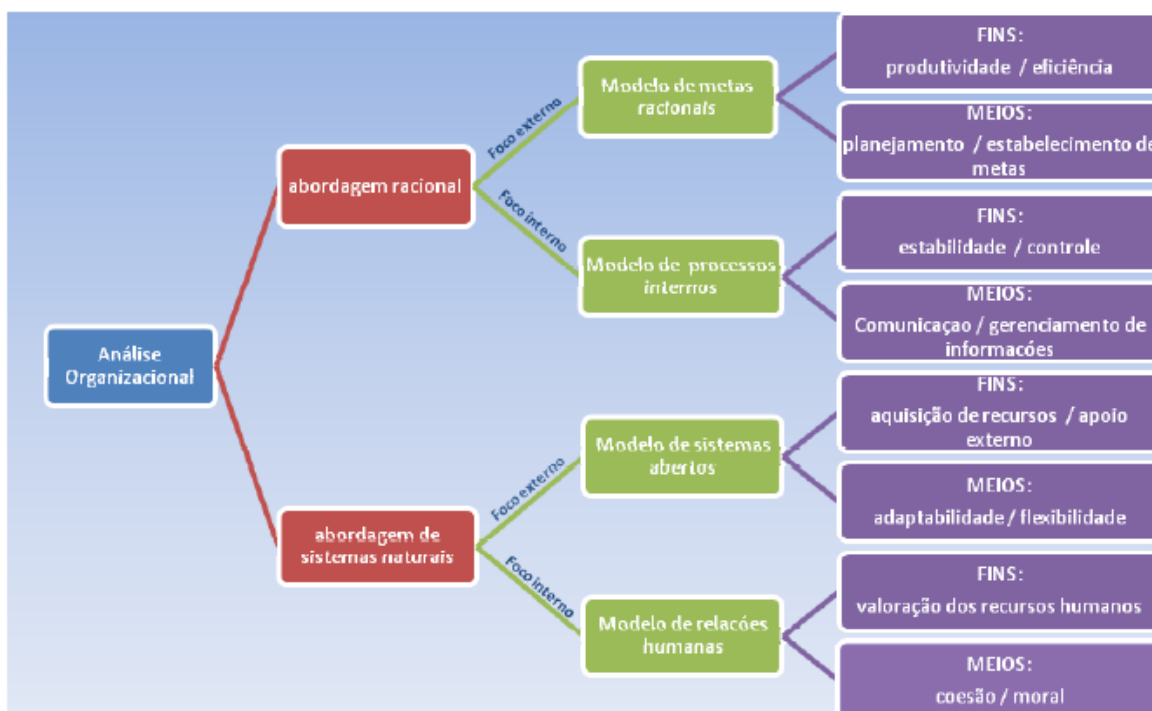 FINS:
produtividade / eficiência
Modelo de metas
racionais
MEIOS:
planejamento / estabelecimento de
metas
Foco externo
abordagem racional
Foco interno
FINS:
estabilidade / controle
Modelo de processos
internos
MEIOS:
Comunicaçao / gerenciamento de
informacóes
Análise
Organizacional
FINS:
aquisição de recursos / apoio
externo
Modelo de sistemas
abertos
MEIOS:
adaptabilidade / flexibilidade
Foco externo
abordagem de
sistemas naturais
Foco interno
FINS:
valoração dos recursos humanos
Modelo de relacóes
humanas
MEIOS:
coesão / moral